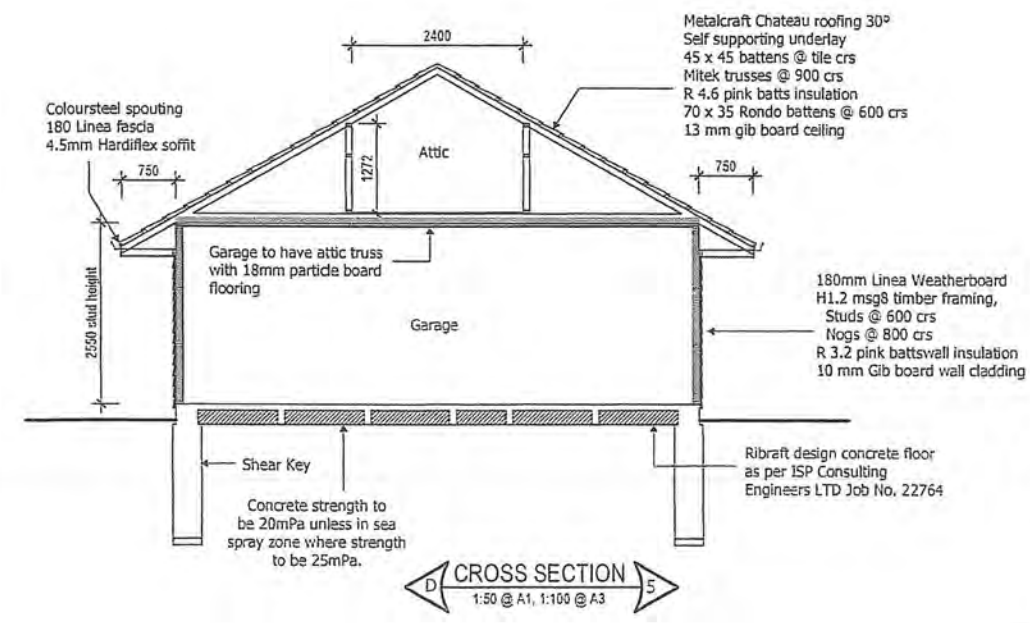 Metalcraft Chateau roofing 30º
Self supporting underlay
45 x 45 battens @ tile crs
Mitek trusses @ 900 crs
R 4.6 pink batts insulation
70 x 35 Rondo battens @ 600 crs
13 mm gib board ceiling
2400
Coloursteel spouting
180 Linea fascia
4.5mm Hardiflex soffit
750
Attic
1272
750
Garage to have attic truss
with 18mm particle board
flooring
2550 stud height
Garage
180mm Linea Weatherboard
H1.2 msg8 timber framing,
Studs @ 600 crs
Nogs @ 800 crs
R 3.2 pink battswall insulation
10 mm Gib board wall cladding
Shear Key
Concrete strength to
be 20mPa unless in sea
spray zone where strength
to be 25mPa.
Ribraft design concrete floor
as per ISP Consulting
Engineers LTD Job No. 22764
D CROSS SECTION 5
1:50 @ A1, 1:100 @ A3